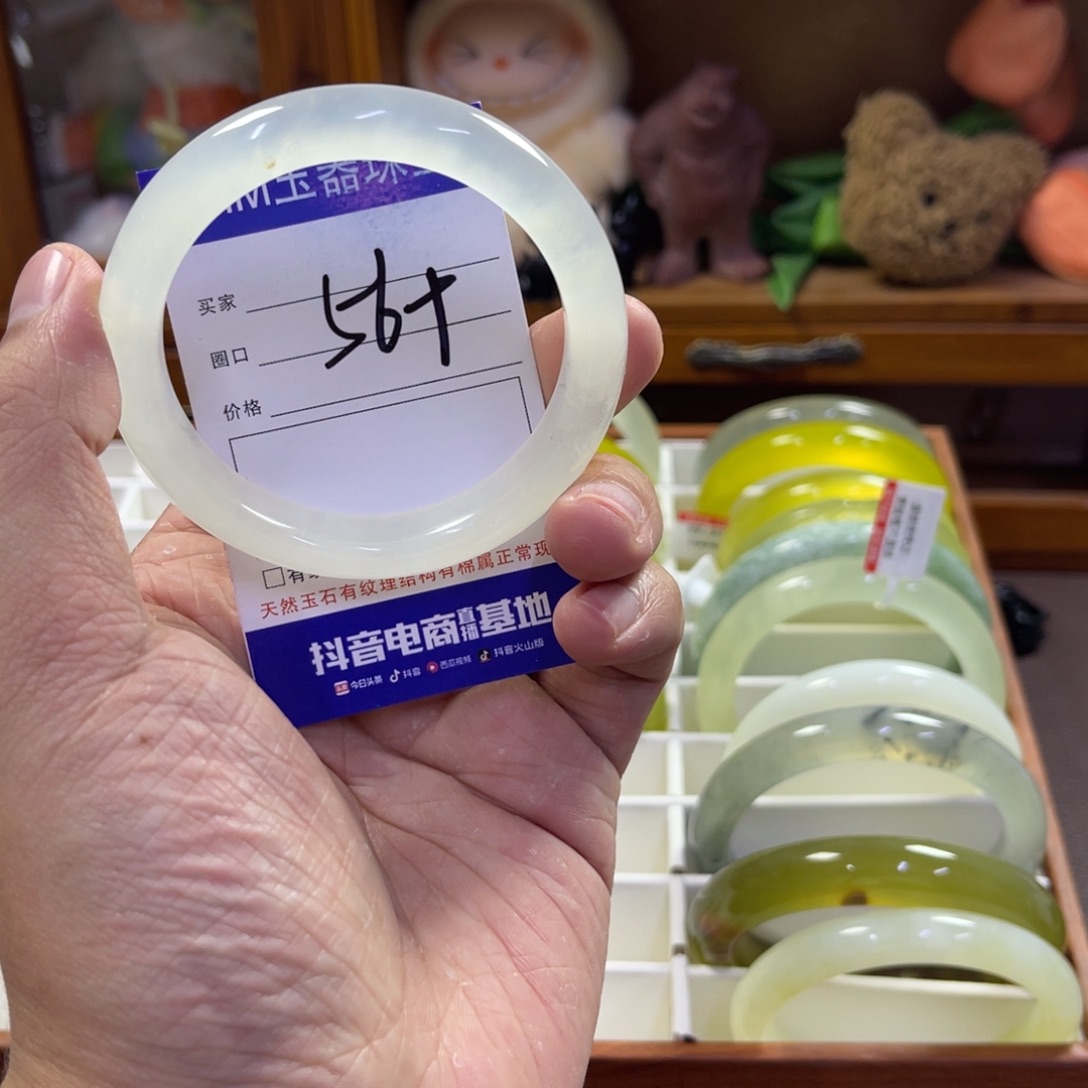 玉器珠
买家
圈口
56+
价格
天然玉石有纹理结构有棉属正常现
抖音电商直播基地
今日头条 抖音 西瓜视频 抖音火山版